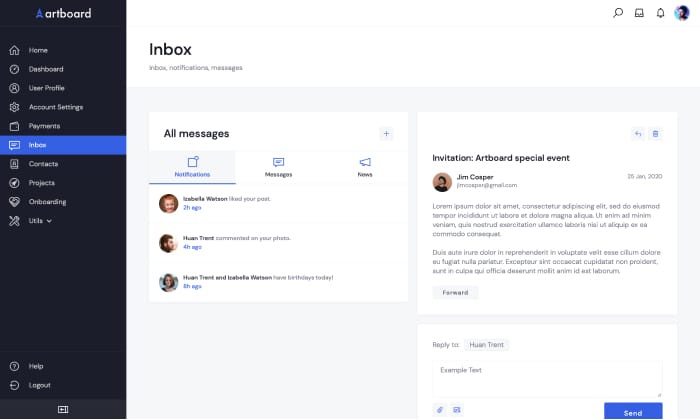 artboard
Home
Dashboard
User Profile
Account Settings
Payments
Inbox
Contacts
Projects
Onboarding
Utils
Help
Logout
Inbox
Inbox, notifications, messages
All messages
Notifications
Messages
News
Izabella Watson liked your post.
2h ago
Huan Trent commented on your photo.
4h ago
Huan Trent and Izabella Watson have birthdays today!
8h ago
Invitation: Artboard special event
Jim Cosper
25 Jan, 2020
jimcosper@gmail.com
Lorem ipsum dolor sit amet, consectetur adipiscing elit, sed do eiusmod
tempor incididunt ut labore et dolore magna aliqua. Ut enim ad minim
veniam, quis nostrud exercitation ullamco laboris nisi ut aliquip ex ea
commodo consequat.
Duis aute irure dolor in reprehenderit in voluptate velit esse cillum dolore
eu fugiat nulla pariatur. Excepteur sint occaecat cupidatat non proident,
sunt in culpa qui officia deserunt mollit anim id est laborum.
Forward
Reply to: Huan Trent
Example Text
Send